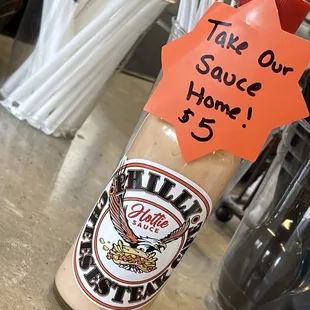 Take Our
Sauce
Home!
$5
PHILLY
Hottie
SAUCE
CHEESESTEAK